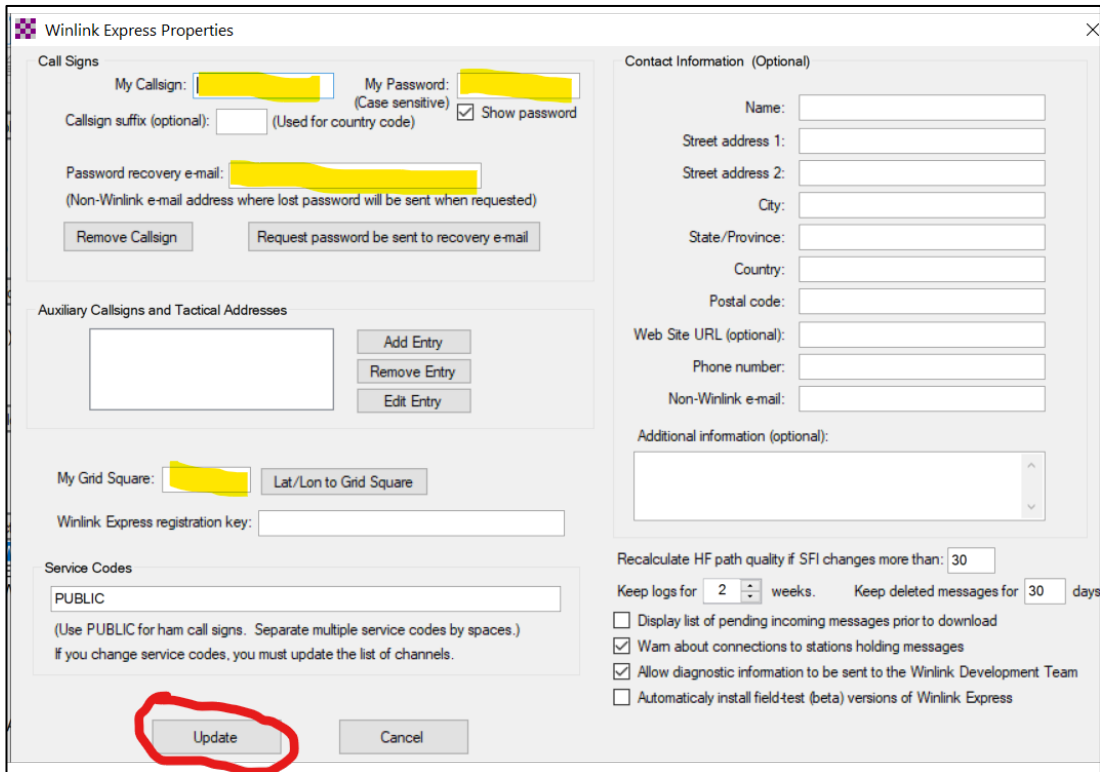 Winlink Express Properties
Call Signs
My Callsign:
My Password:
(Case sensitive)
Show password
Callsign suffix (optional):
(Used for country code)
Password recovery e-mail:
(Non-Winlink e-mail address where lost password will be sent when requested)
Remove Callsign
Request password be sent to recovery e-mail
Auxiliary Callsigns and Tactical Addresses
Add Entry
Remove Entry
Edit Entry
My Grid Square:
Lat/Lon to Grid Square
Winlink Express registration key:
Service Codes
PUBLIC
(Use PUBLIC for ham call signs. Separate multiple service codes by spaces.)
If you change service codes, you must update the list of channels.
Update
Cancel
Contact Information (Optional)
Name:
Street address 1:
Street address 2:
City:
State/Province:
Country:
Postal code:
Web Site URL (optional):
Phone number:
Non-Winlink e-mail:
Additional information (optional):
Recalculate HF path quality if SFI changes more than: 30
Keep logs for 2 weeks. Keep deleted messages for 30 days
Display list of pending incoming messages prior to download
Warn about connections to stations holding messages
Allow diagnostic information to be sent to the Winlink Development Team
Automaticaly install field-test (beta) versions of Winlink Express